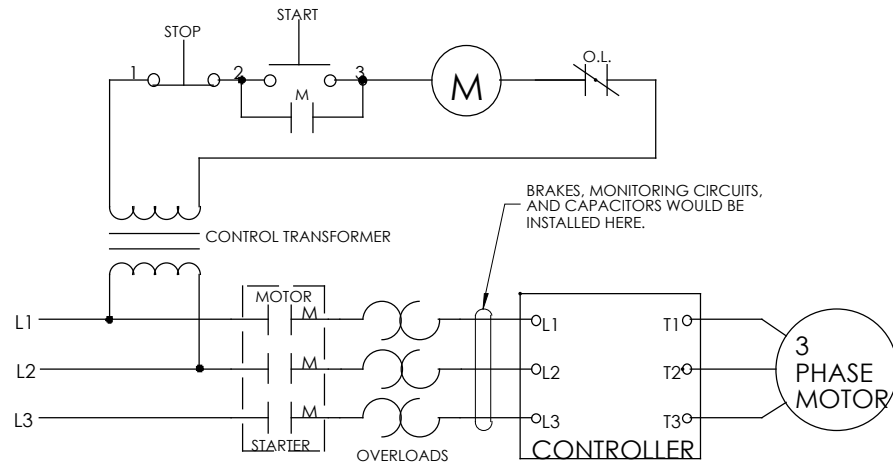 START
STOP
1 2 3
M
M
O.L.
BRAKES, MONITORING CIRCUITS,
AND CAPACITORS WOULD BE
INSTALLED HERE.
CONTROL TRANSFORMER
MOTOR
L1 M L1 T1
L2 M L2 T2
L3 M L3 T3
3
PHASE
MOTOR
STARTER
OVERLOADS
CONTROLLER